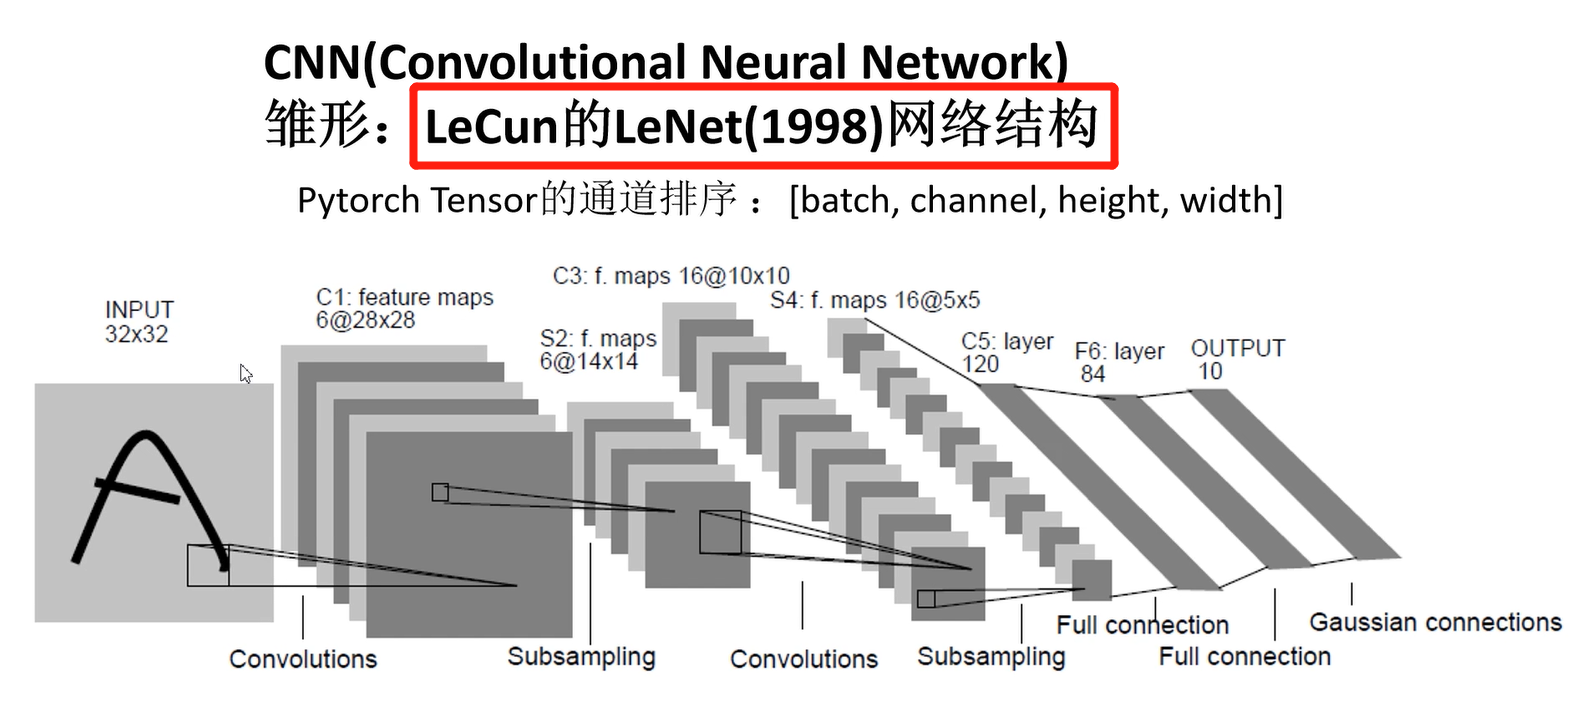 CNN(Convolutional Neural Network)
雏形：LeCun的LeNet(1998)网络结构
Pytorch Tensor的通道排序 ：[batch, channel, height, width]
INPUT
32x32
C1: feature maps
6@28x28
C3: f. maps 16@10x10
S2: f. maps
6@14x14
S4: f. maps 16@5x5
C5: layer
120
F6: layer
84
OUTPUT
10
Convolutions
Subsampling
Convolutions
Subsampling
Full connection
Full connection
Gaussian connections